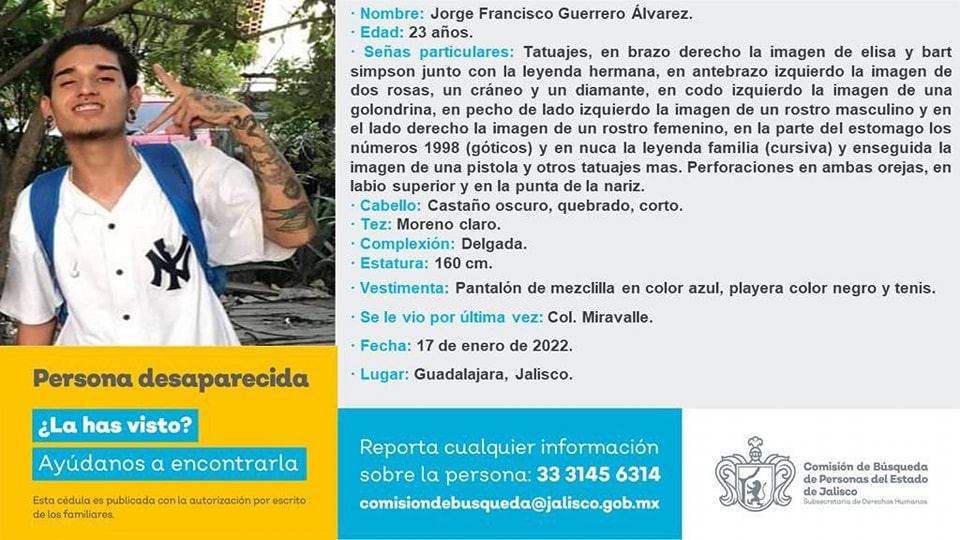 · Nombre: Jorge Francisco Guerrero Álvarez.
· Edad: 23 años.
· Señas particulares: Tatuajes, en brazo derecho la imagen de elisa y bart
simpson junto con la leyenda hermana, en antebrazo izquierdo la imagen de
dos rosas, un cráneo y un diamante, en codo izquierdo la imagen de una
golondrina, en pecho de lado izquierdo la imagen de un rostro masculino y en
el lado derecho la imagen de un rostro femenino, en la parte del estomago los
números 1998 (góticos) y en nuca la leyenda familia (cursiva) y enseguida la
imagen de una pistola y otros tatuajes mas. Perforaciones en ambas orejas, en
labio superior y en la punta de la nariz.
· Cabello: Castaño oscuro, quebrado, corto.
· Tez: Moreno claro.
· Complexión: Delgada.
· Estatura: 160 cm.
· Vestimenta: Pantalón de mezclilla en color azul, playera color negro y tenis.
· Se le vio por última vez: Col. Miravalle.
· Fecha: 17 de enero de 2022.
· Lugar: Guadalajara, Jalisco.
NY
Persona desaparecida
¿La has visto?
Ayúdanos a encontrarla
Esta cédula es publicada con la autorización por escrito
de los familiares.
Reporta cualquier información
sobre la persona: 33 3145 6314
comisiondebusqueda@jalisco.gob.mx
Comisión de Búsqueda
de Personas del Estado
de Jalisco
Subsecretaría de Derechos Humanos